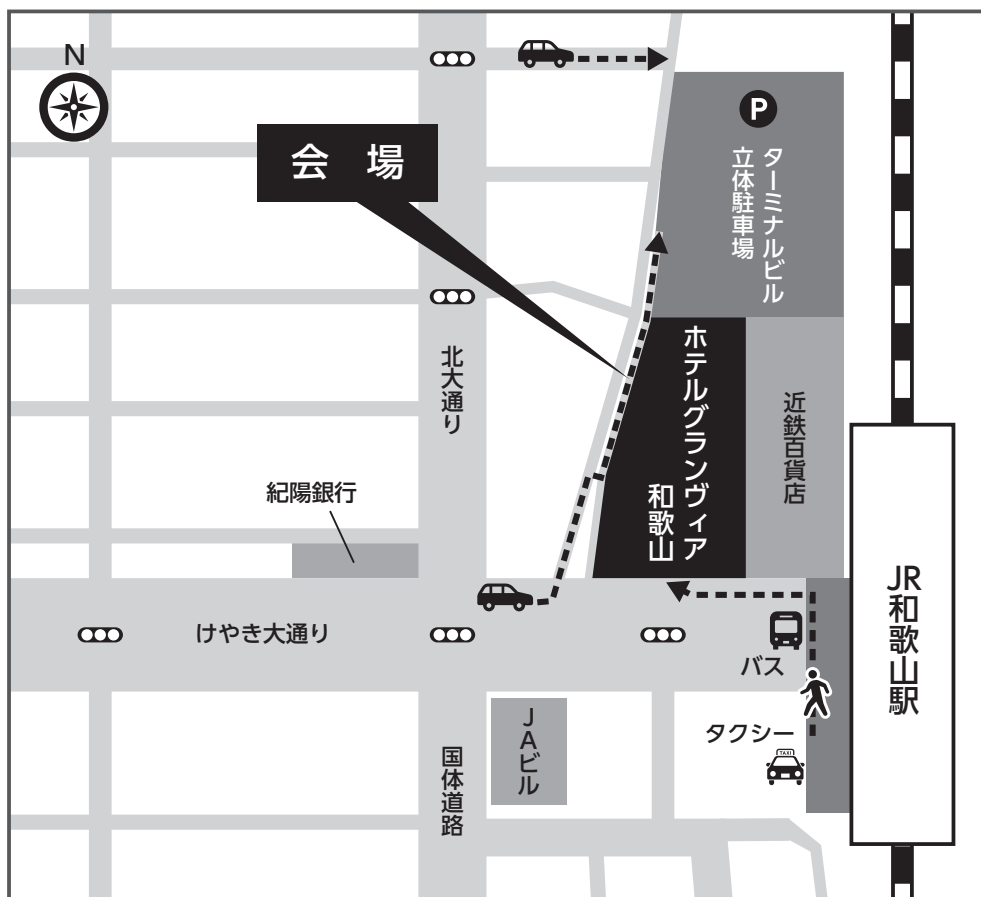 N
会場
P
ターミナルビル
立体駐車場
北大通り
ホテルグランヴィア
和歌山
近鉄百貨店
紀陽銀行
JR和歌山駅
けやき大通り
バス
タクシー
TAXI
JAビル
国体道路